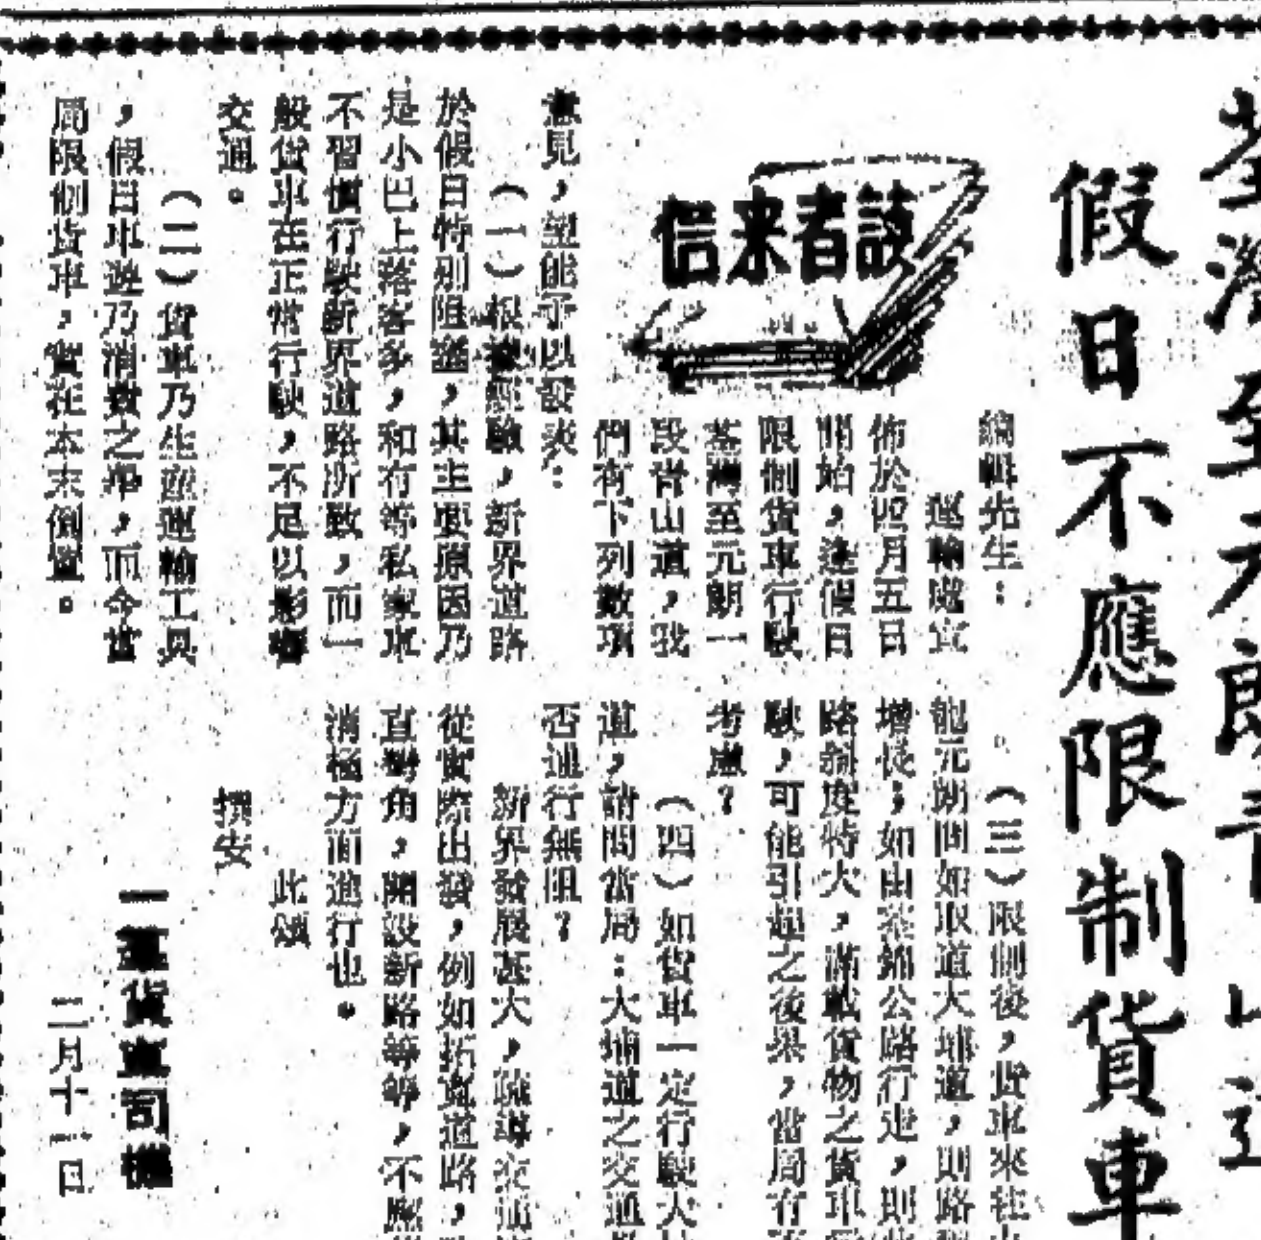 荃灣至元朗青山道
假日不應限制貨車
讀者来信
編輯先生：
運輸處宣
佈於四月五日
開始，逢假日
限制貨車行駛
荃灣至元朗一
段青山道，我
們有下列數項
意見，望能予以發表：
（一）根據經驗，新界道路
於假日特別阻塞，其主要原因乃
是小巴上落客多，和有等私家車
不習慣行駛新界道路所致，而一
般貨車在正常行駛，不足以影響
交通。
（二）貨車乃生產運輸工具
，假日車遊乃消費之舉，而今當
局限制貨車，實在本末倒置。
（三）限制後，貨車來往
龍元朗間如取道大埔道，則路
增長；如由荃錦公路行走，則
路斜度特大，滿載貨物之貨車
駛，可能引起之後果，當局有
考慮？
（四）如貨車一定行駛大
道，請問當局：大埔道之交通
否通行無阻？
新界發展甚大，疏導交通
從實際出發，例如拓寬道路，
直彎角，開設新路等等，不應
消極方面進行也。
此頌
撰安
一羣貨車司機
三月十一日